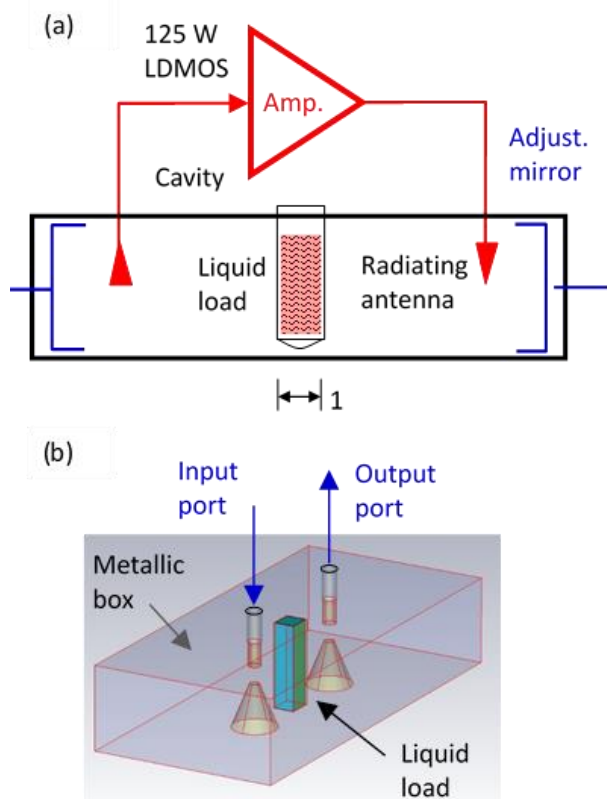 (a)
125 W
LDMOS
Amp.
Adjust.
mirror
Cavity
Liquid
load
Radiating
antenna
1
(b)
Input
port
Output
port
Metallic
box
Liquid
load